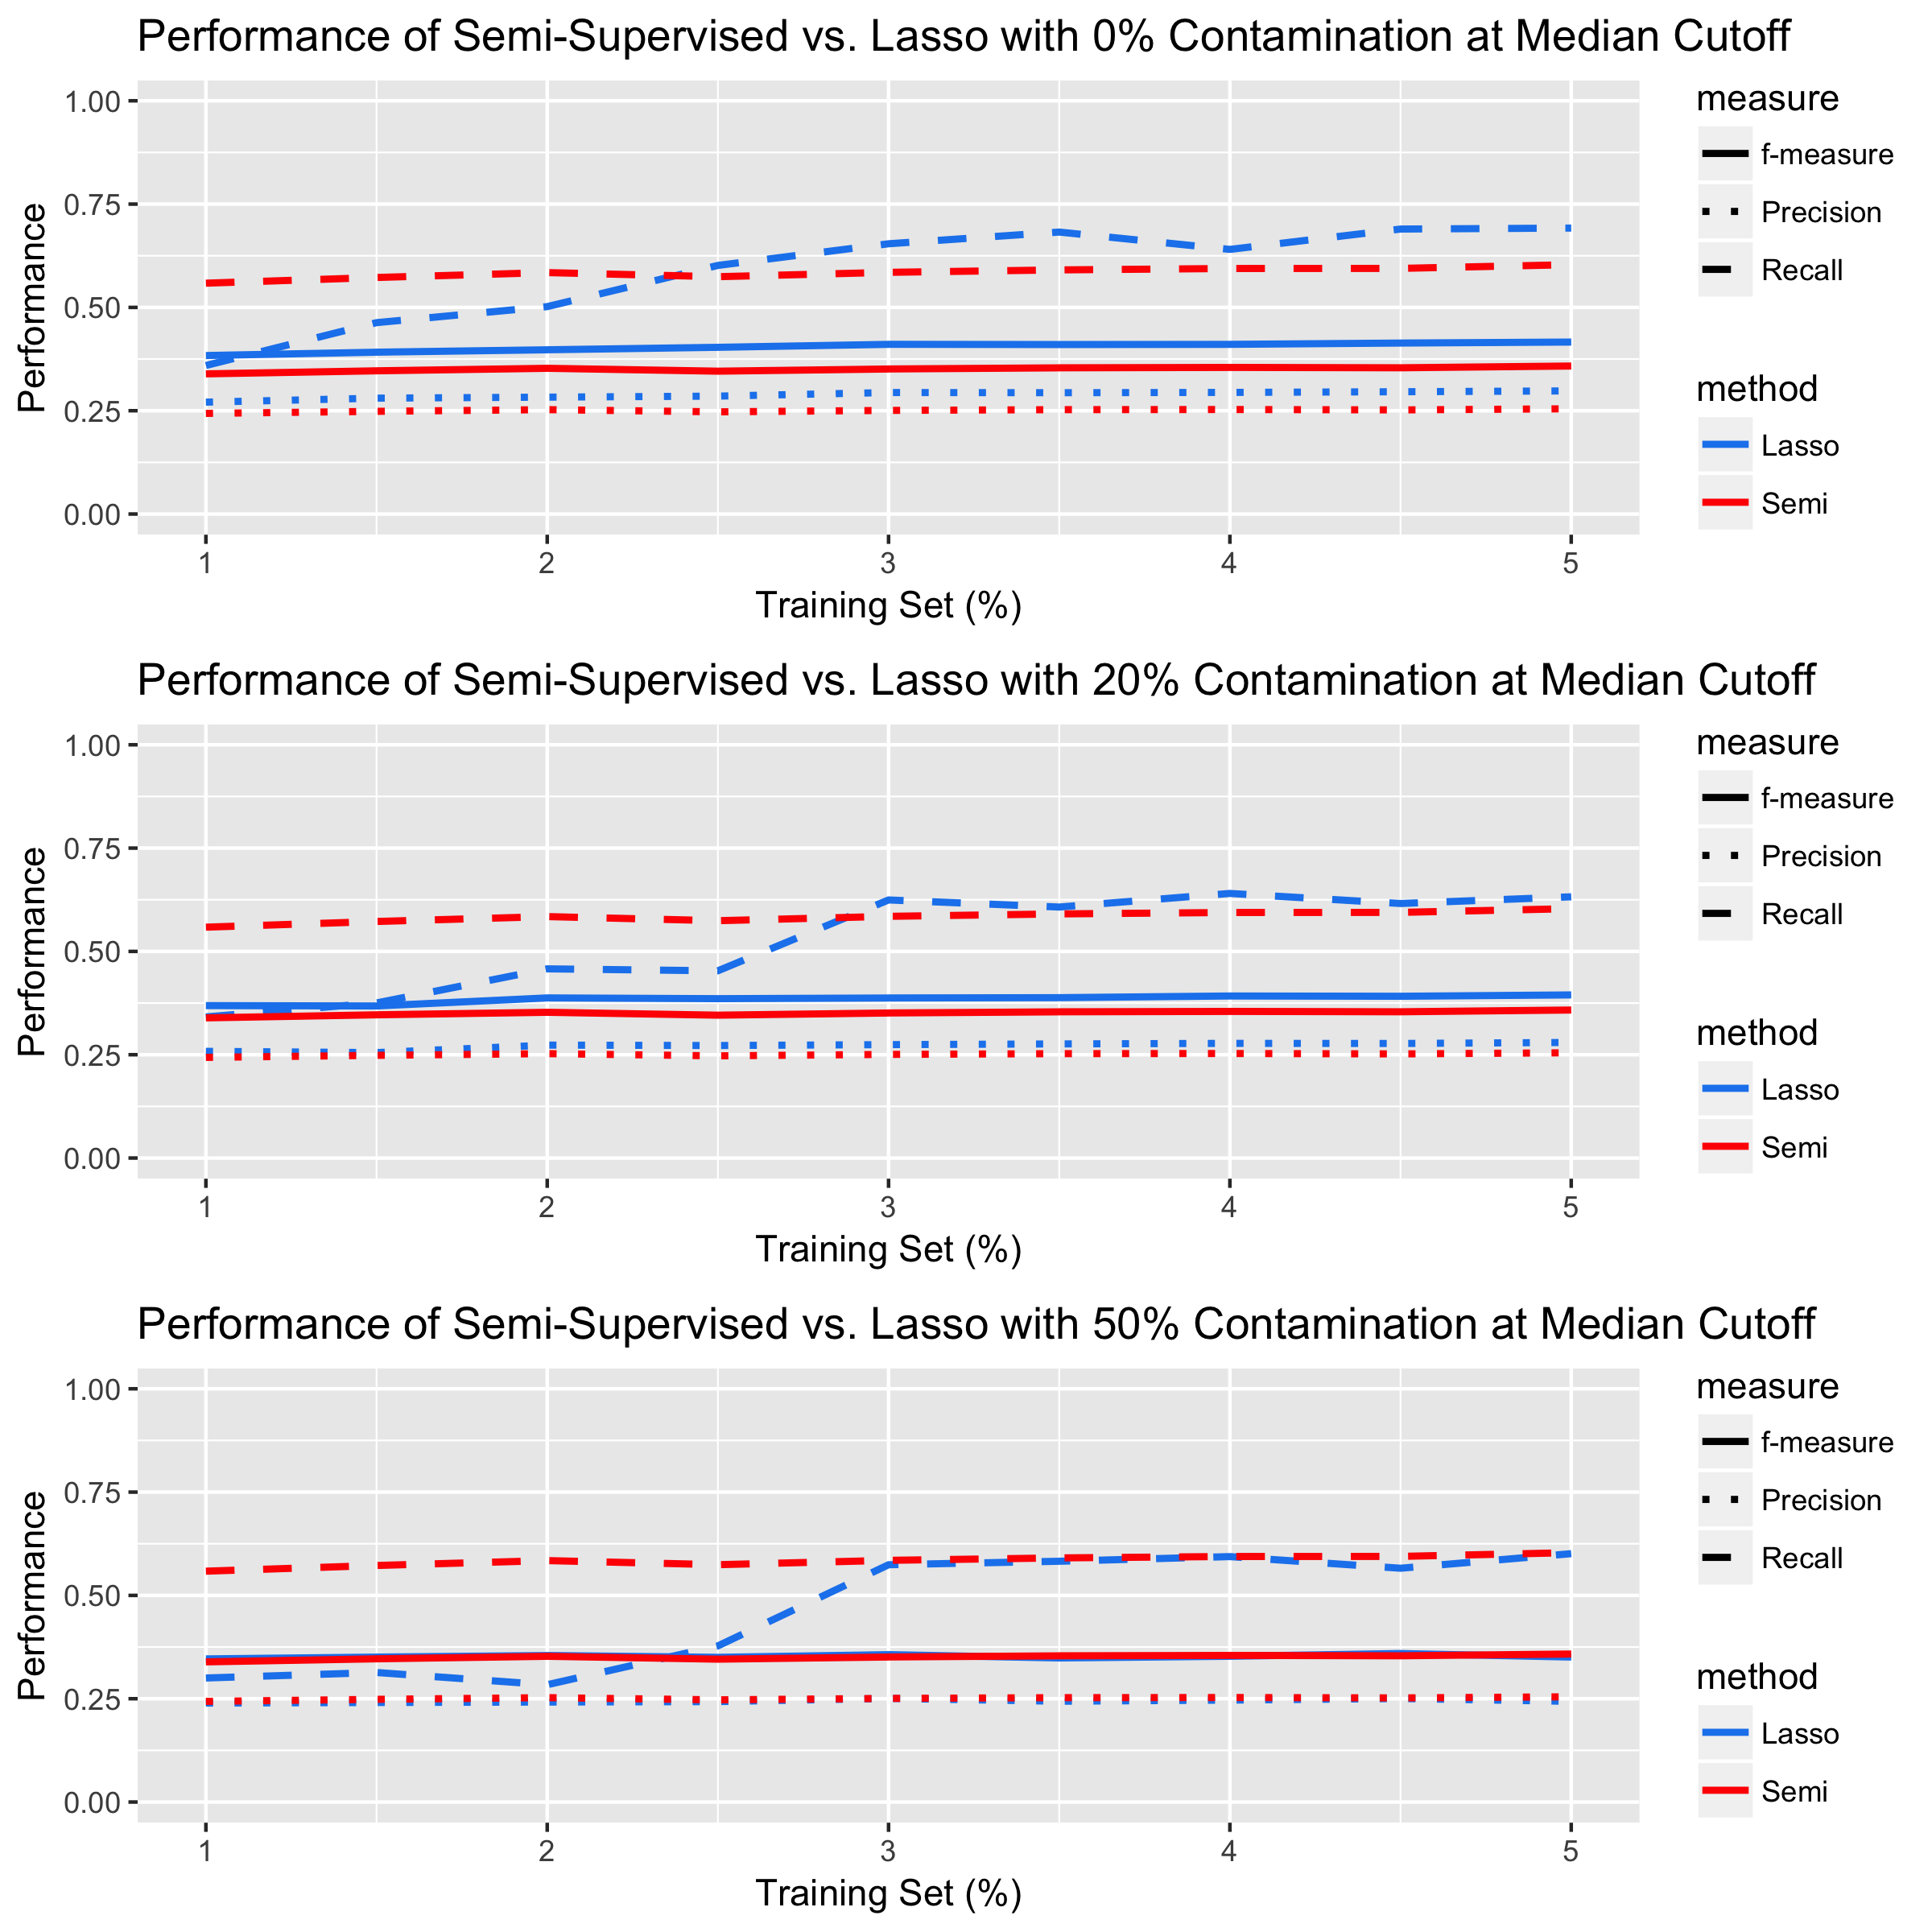 Performance of Semi-Supervised vs. Lasso with 0% Contamination at Median Cutoff
1.00
0.75
0.50
0.25
0.00
Performance
1 2 3 4 5
Training Set (%)
measure
f-measure
Precision
Recall
method
Lasso
Semi
Performance of Semi-Supervised vs. Lasso with 20% Contamination at Median Cutoff
1.00
0.75
0.50
0.25
0.00
Performance
1 2 3 4 5
Training Set (%)
measure
f-measure
Precision
Recall
method
Lasso
Semi
Performance of Semi-Supervised vs. Lasso with 50% Contamination at Median Cutoff
1.00
0.75
0.50
0.25
0.00
Performance
1 2 3 4 5
Training Set (%)
measure
f-measure
Precision
Recall
method
Lasso
Semi